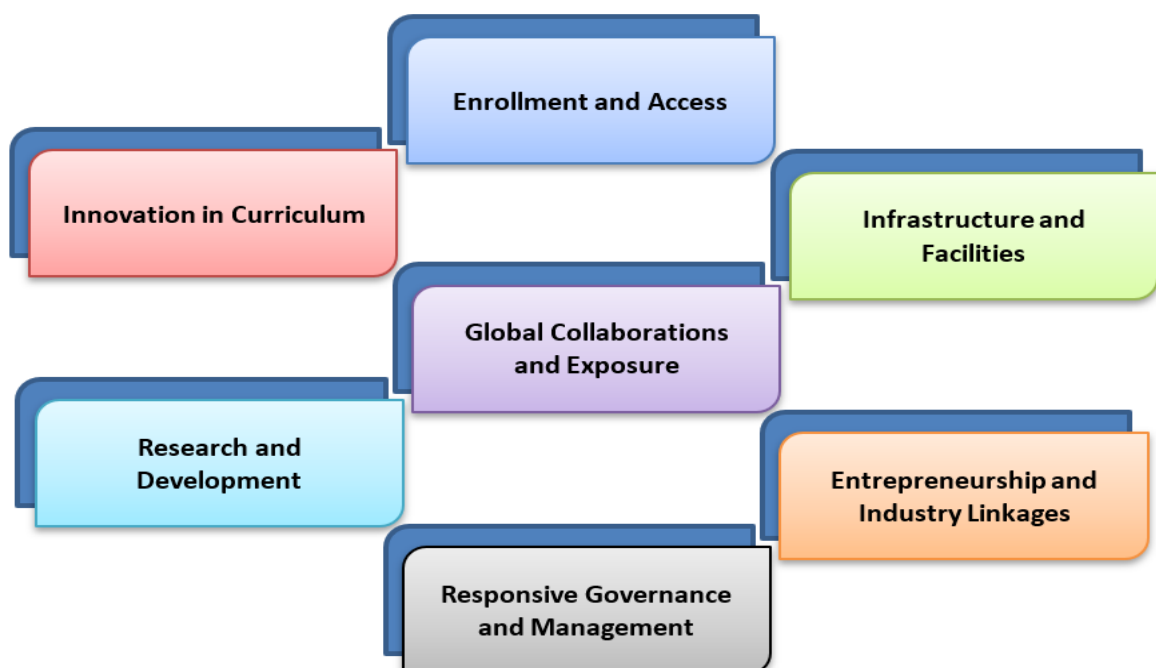 Enrollment and Access
Innovation in Curriculum
Infrastructure and
Facilities
Global Collaborations
and Exposure
Research and
Development
Entrepreneurship and
Industry Linkages
Responsive Governance
and Management